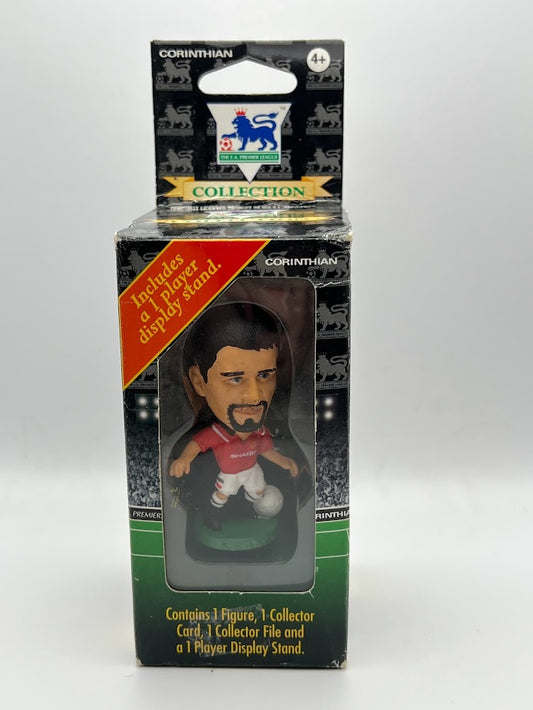 CORINTHIAN
4+
THE F.A. PREMIER LEAGUE
COLLECTION
Includes
a 1 player
display stand.
CORINTHIAN
SHARP
PREMIER
RINTHIAN
Contains 1 Figure, 1 Collector
Card, 1 Collector File and
a 1 Player Display Stand.